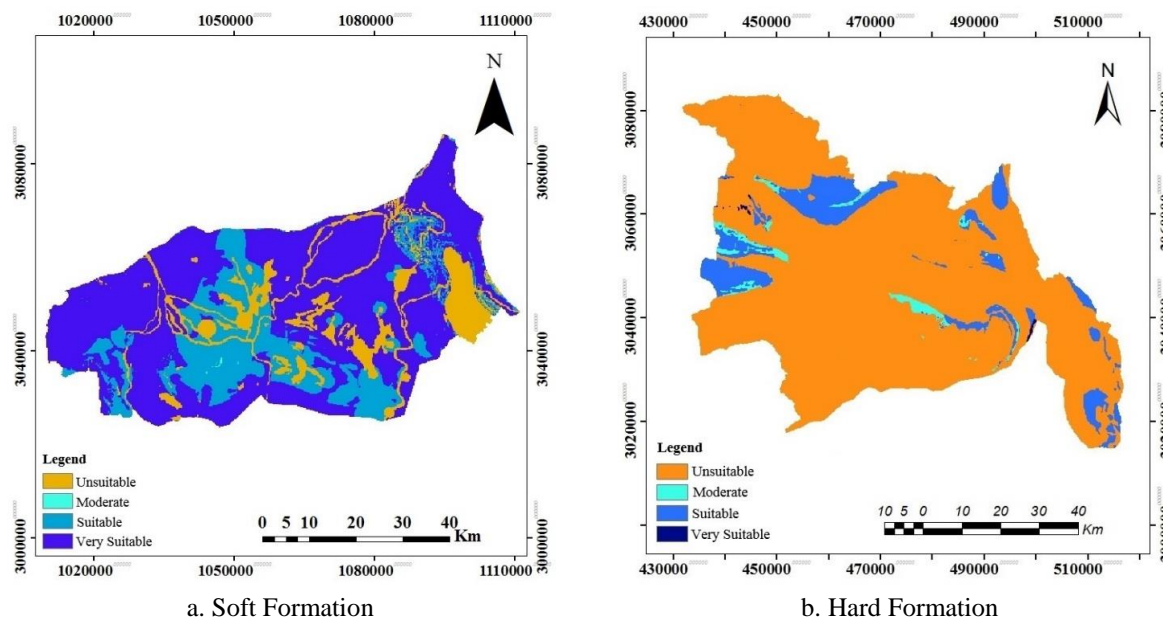 1020000 1050000 1080000 1110000
N
3080000 3080000
3040000 3040000
3000000 3000000
Legend
Unsuitable
Moderate
Suitable
Very Suitable
0 5 10 20 30 40
Km
1020000 1050000 1080000 1110000
a. Soft Formation
430000 450000 470000 490000 510000
N
3080000
3060000
3040000
3020000
Legend
Unsuitable
Moderate
Suitable
Very Suitable
10 5 0 10 20 30 40
Km
430000 450000 470000 490000 510000
b. Hard Formation